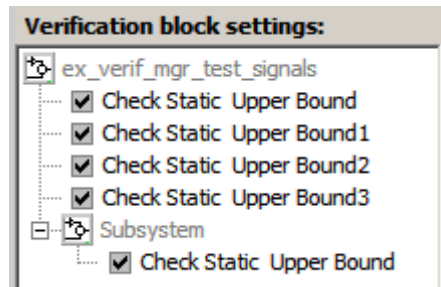 Verification block settings:
ex_verif_mgr_test_signals
Check Static Upper Bound
Check Static Upper Bound1
Check Static Upper Bound2
Check Static Upper Bound3
Subsystem
Check Static Upper Bound